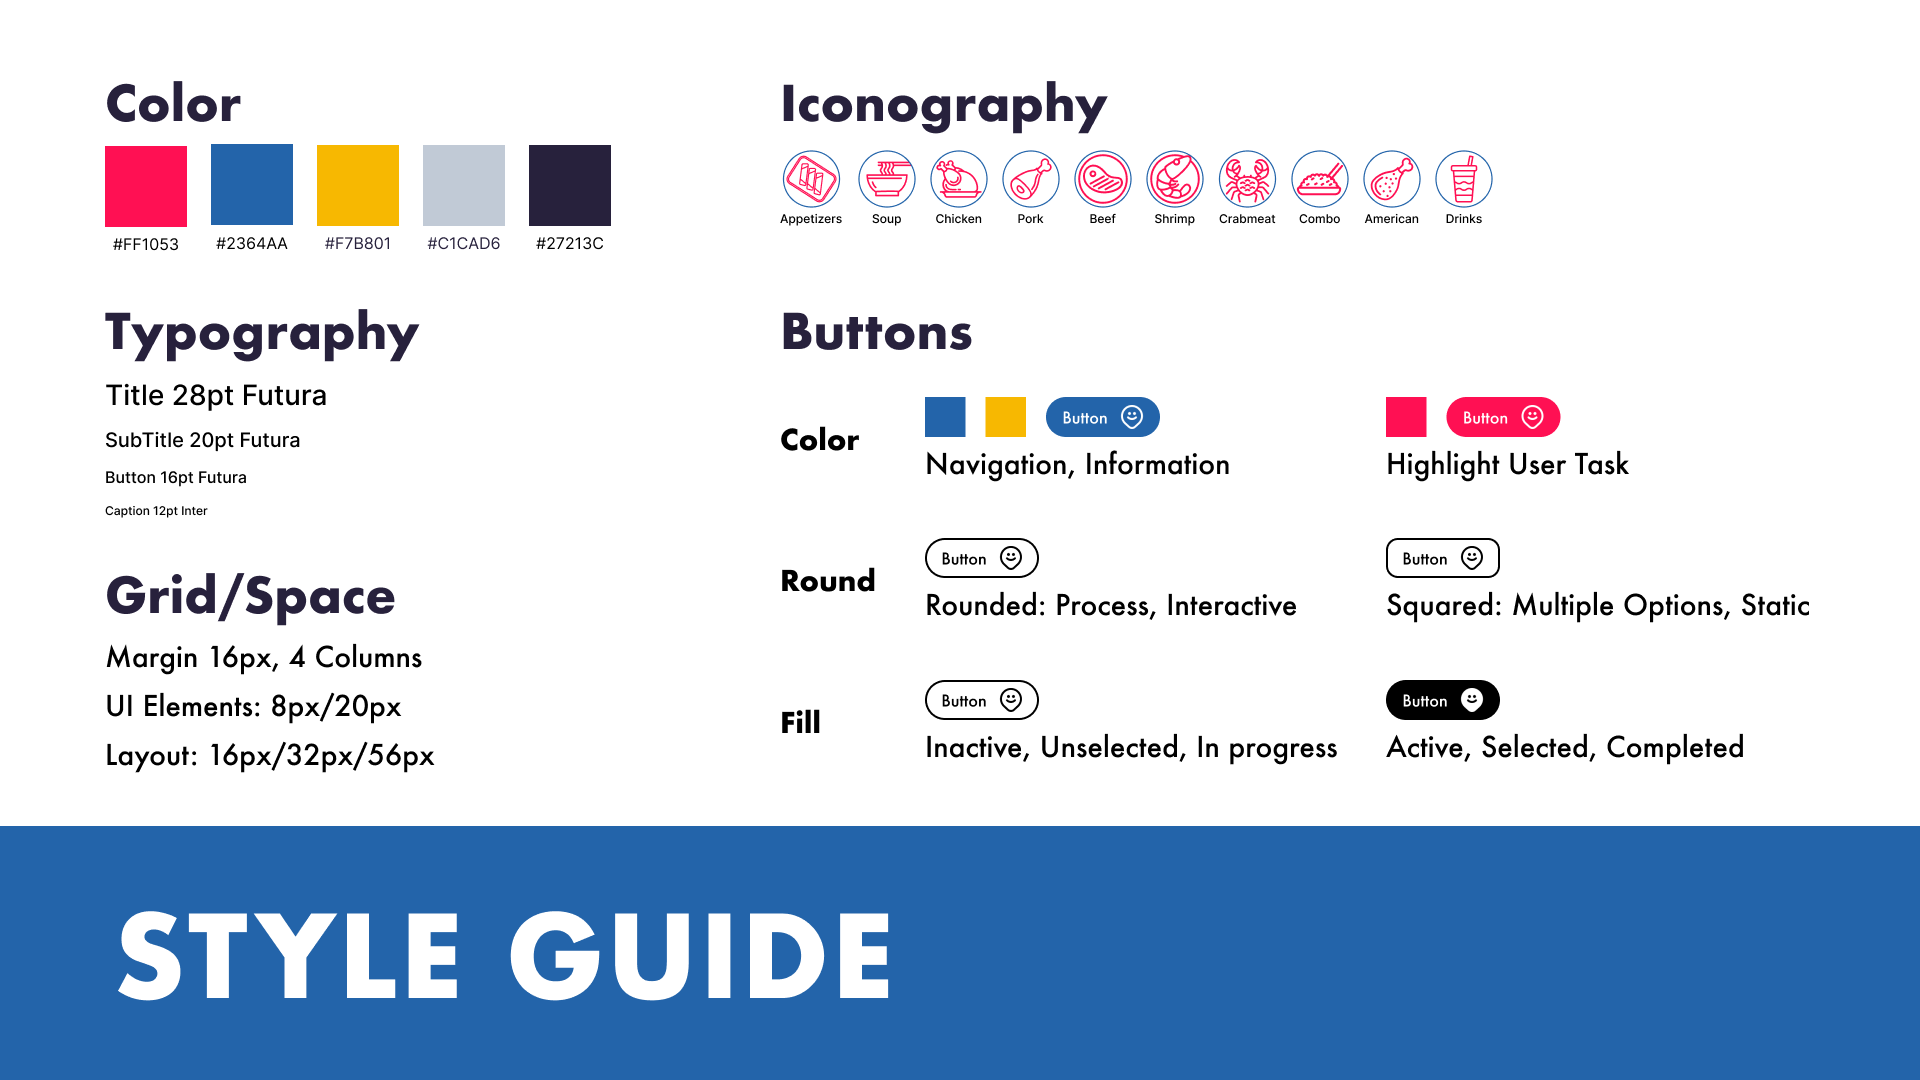 Color
#FF1053
#2364AA
#F7B801
#C1CAD6
#27213C
Typography
Title 28pt Futura
SubTitle 20pt Futura
Button 16pt Futura
Caption 12pt Inter
Grid/Space
Margin 16px, 4 Columns
UI Elements: 8px/20px
Layout: 16px/32px/56px
Iconography
Appetizers
Soup
Chicken
Pork
Beef
Shrimp
Crabmeat
Combo
American
Drinks
Buttons
Color
Button
Navigation, Information
Button
Highlight User Task
Round
Button
Rounded: Process, Interactive
Button
Squared: Multiple Options, Static
Fill
Button
Inactive, Unselected, In progress
Button
Active, Selected, Completed
STYLE GUIDE